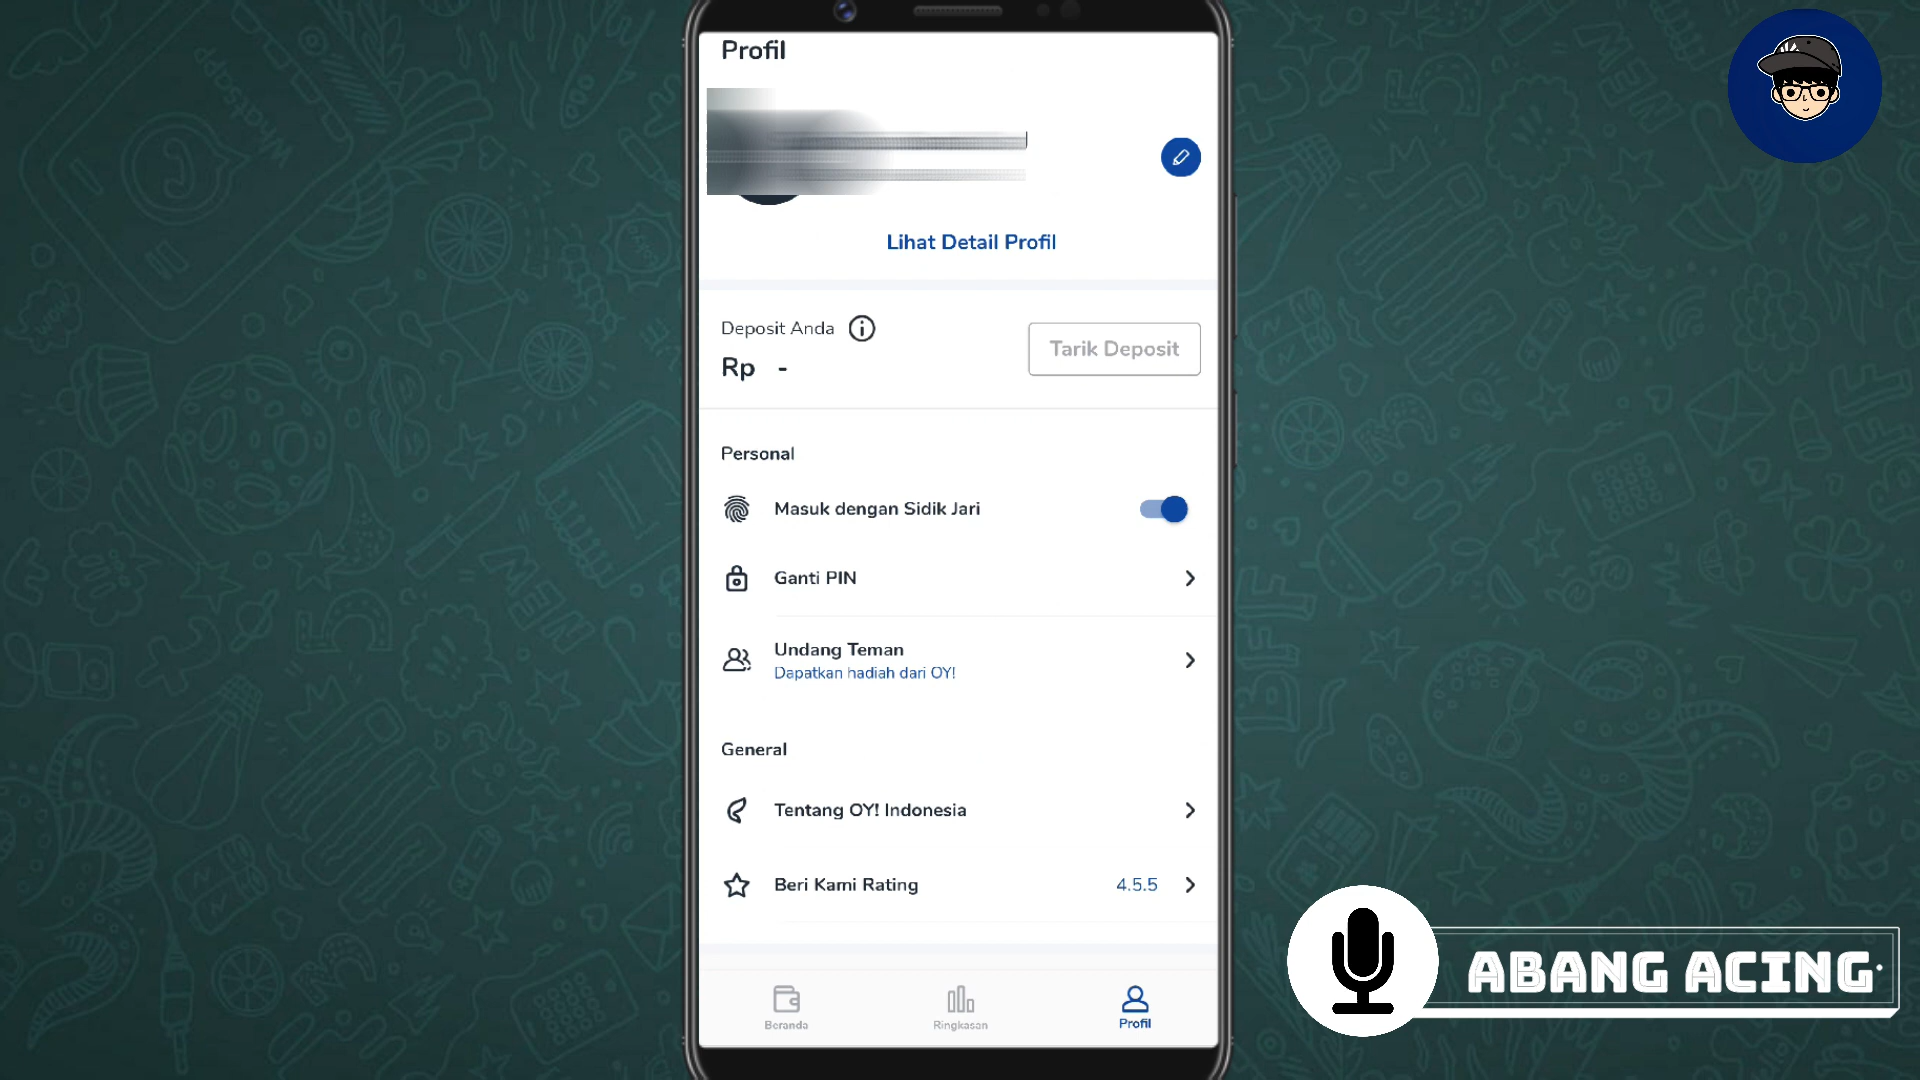 Profil
Lihat Detail Profil
Deposit Anda
Rp -
Tarik Deposit
Personal
Masuk dengan Sidik Jari
Ganti PIN
Undang Teman
Dapatkan hadiah dari OY!
General
Tentang OY! Indonesia
Beri Kami Rating 4.5.5
Beranda
Ringkasan
Profil
ABANG ACING